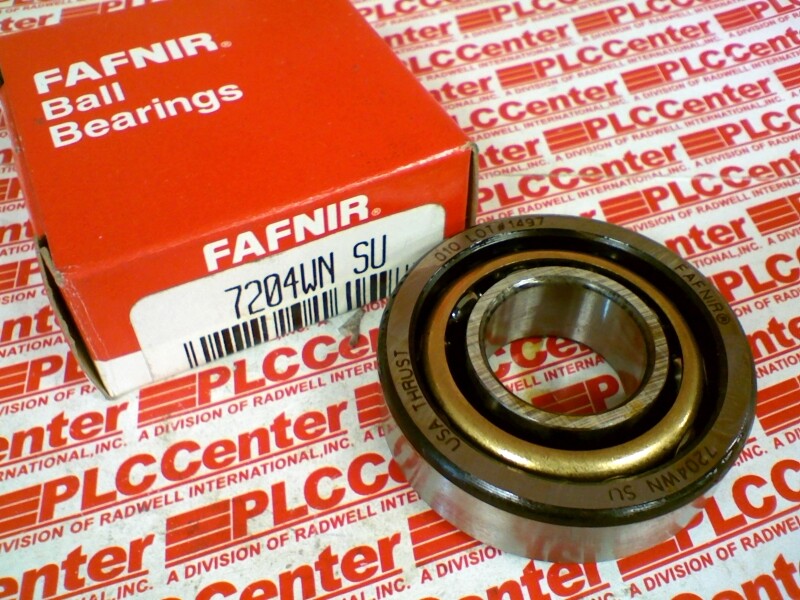 FAFNIR®
Ball
Bearings
FAFNIR®
7204WN SU
010 LOT#1497
FAFNIR®
USA THRUST
7204WN SU
PLCCenter
A DIVISION OF RADWELL INTERNATIONAL,INC.